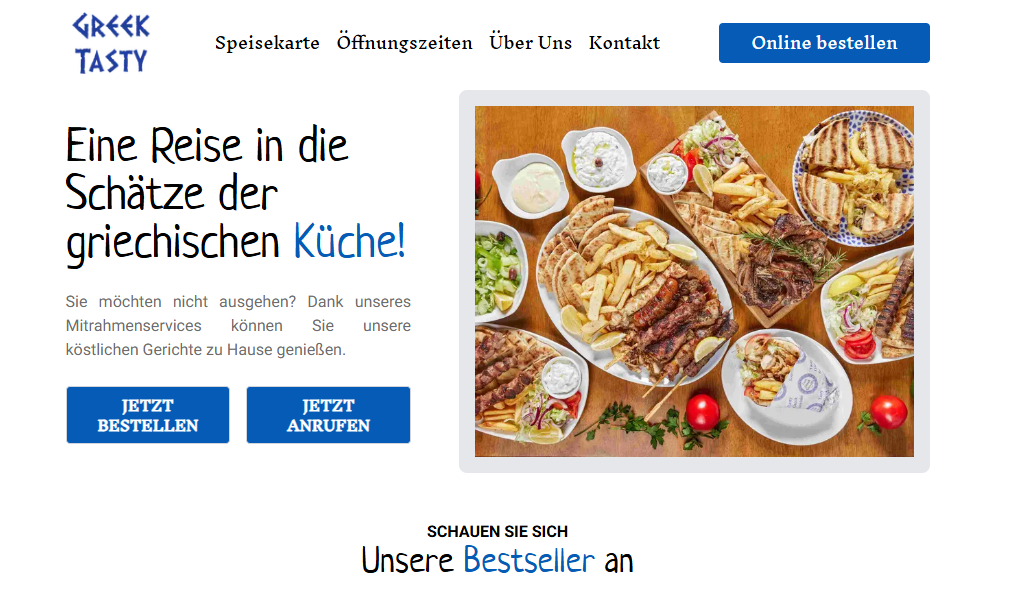 GREEK
TASTY
Speisekarte Öffnungszeiten Über Uns Kontakt
Online bestellen
Eine Reise in die
Schätze der
griechischen Küche!
Sie möchten nicht ausgehen? Dank unseres
Mitrahmenservices können Sie unsere
köstlichen Gerichte zu Hause genießen.
JETZT
BESTELLEN
JETZT
ANRUFEN
SCHAUEN SIE SICH
Unsere Bestseller an